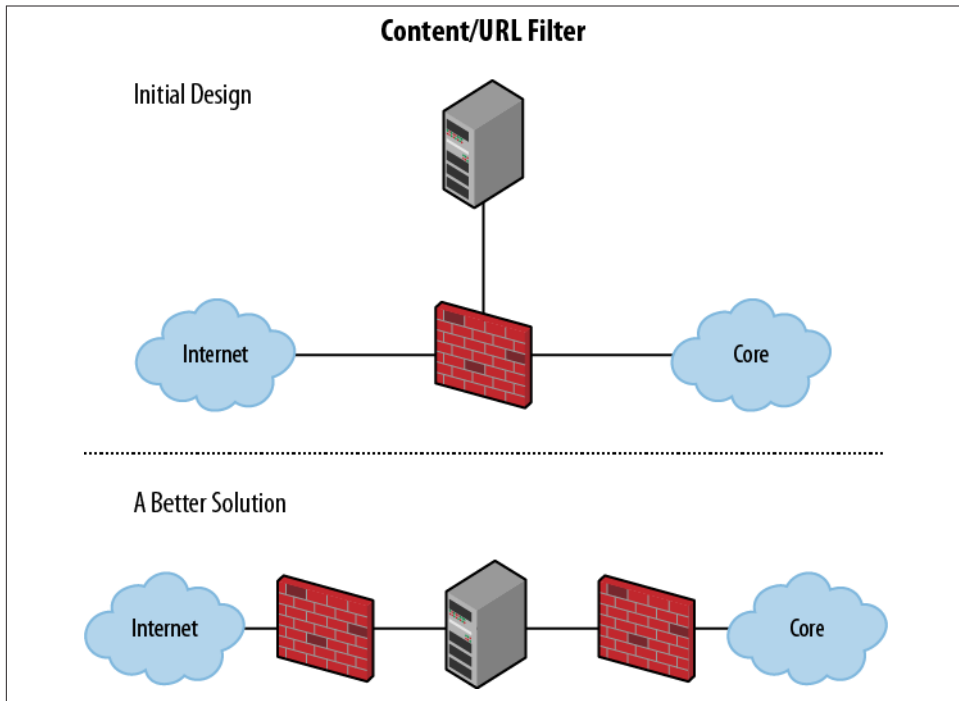 Content/URL Filter
Initial Design
Internet
Core
A Better Solution
Internet
Core